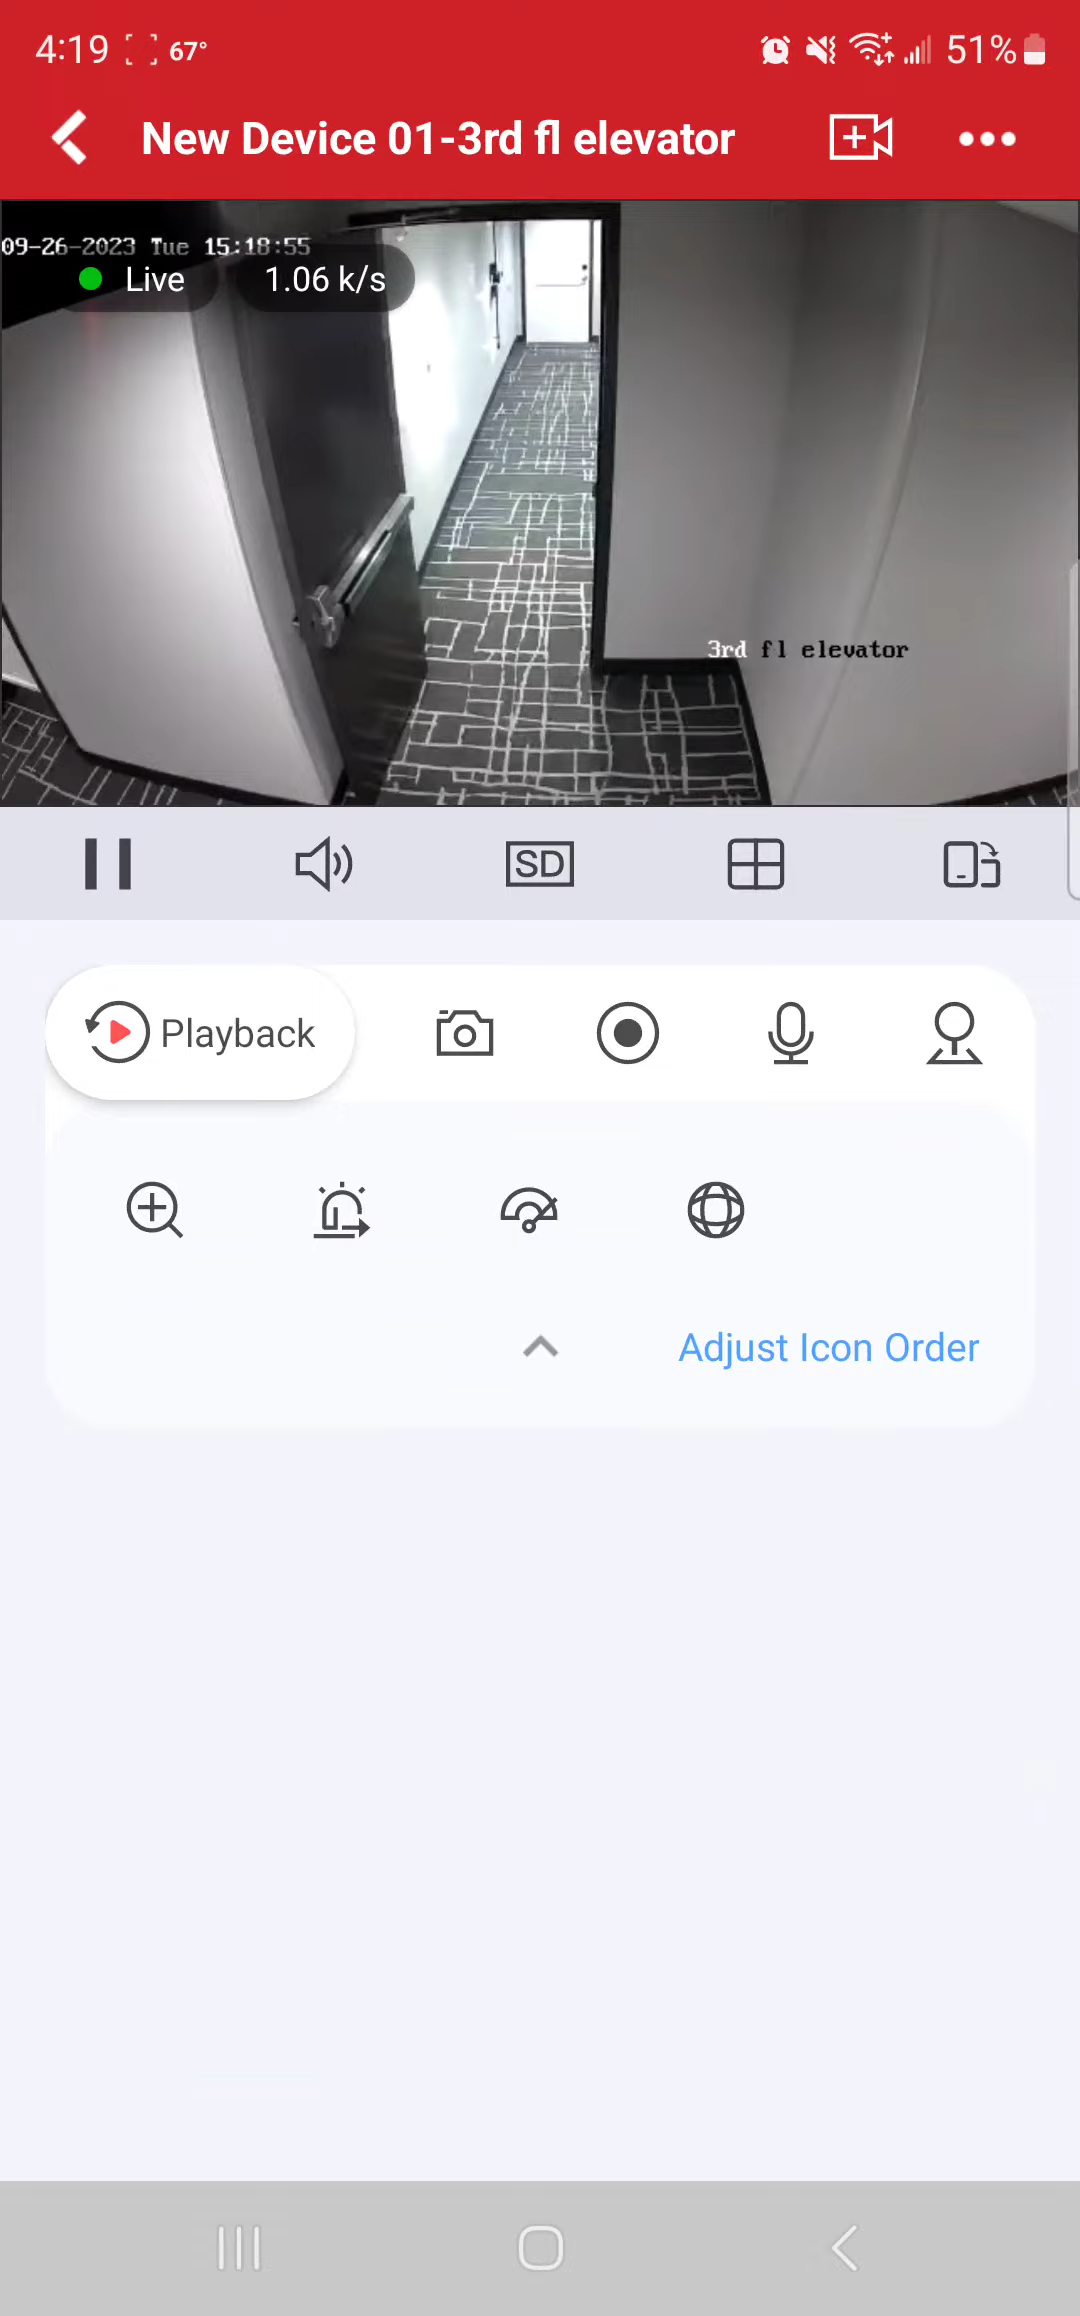 4:19 67° 51%
New Device 01-3rd fl elevator
09-26-2023 Tue 15:18:55
Live 1.06 k/s
3rd fl elevator
SD
Playback
Adjust Icon Order